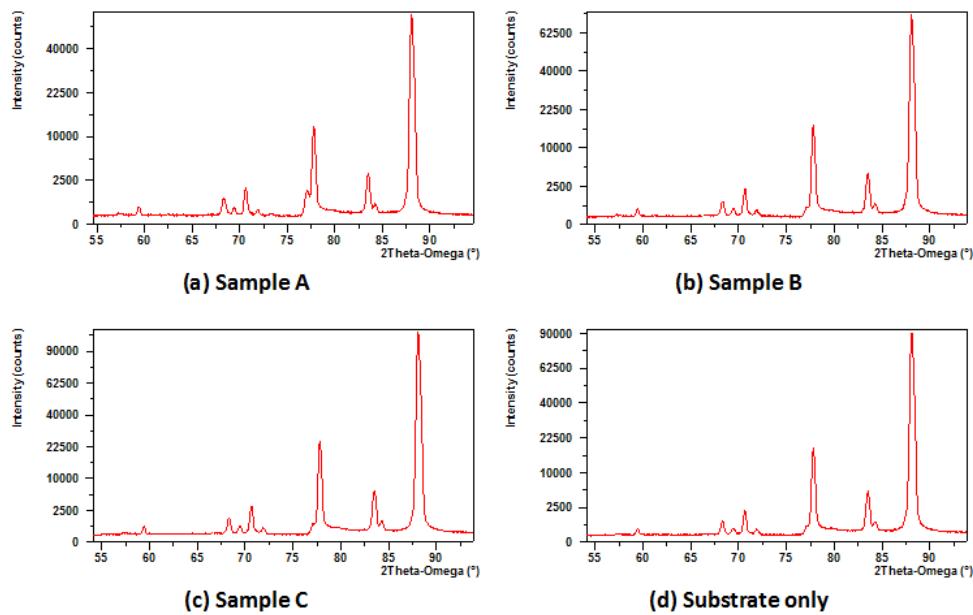 Intensity (counts)
40000
22500
10000
2500
0
55 60 65 70 75 80 85 90
2Theta-Omega (°)
(a) Sample A
Intensity (counts)
62500
40000
22500
10000
2500
0
55 60 65 70 75 80 85 90
2Theta-Omega (°)
(b) Sample B
Intensity (counts)
90000
62500
40000
22500
10000
2500
0
55 60 65 70 75 80 85 90
2Theta-Omega (°)
(c) Sample C
Intensity (counts)
90000
62500
40000
22500
10000
2500
0
55 60 65 70 75 80 85 90
2Theta-Omega (°)
(d) Substrate only